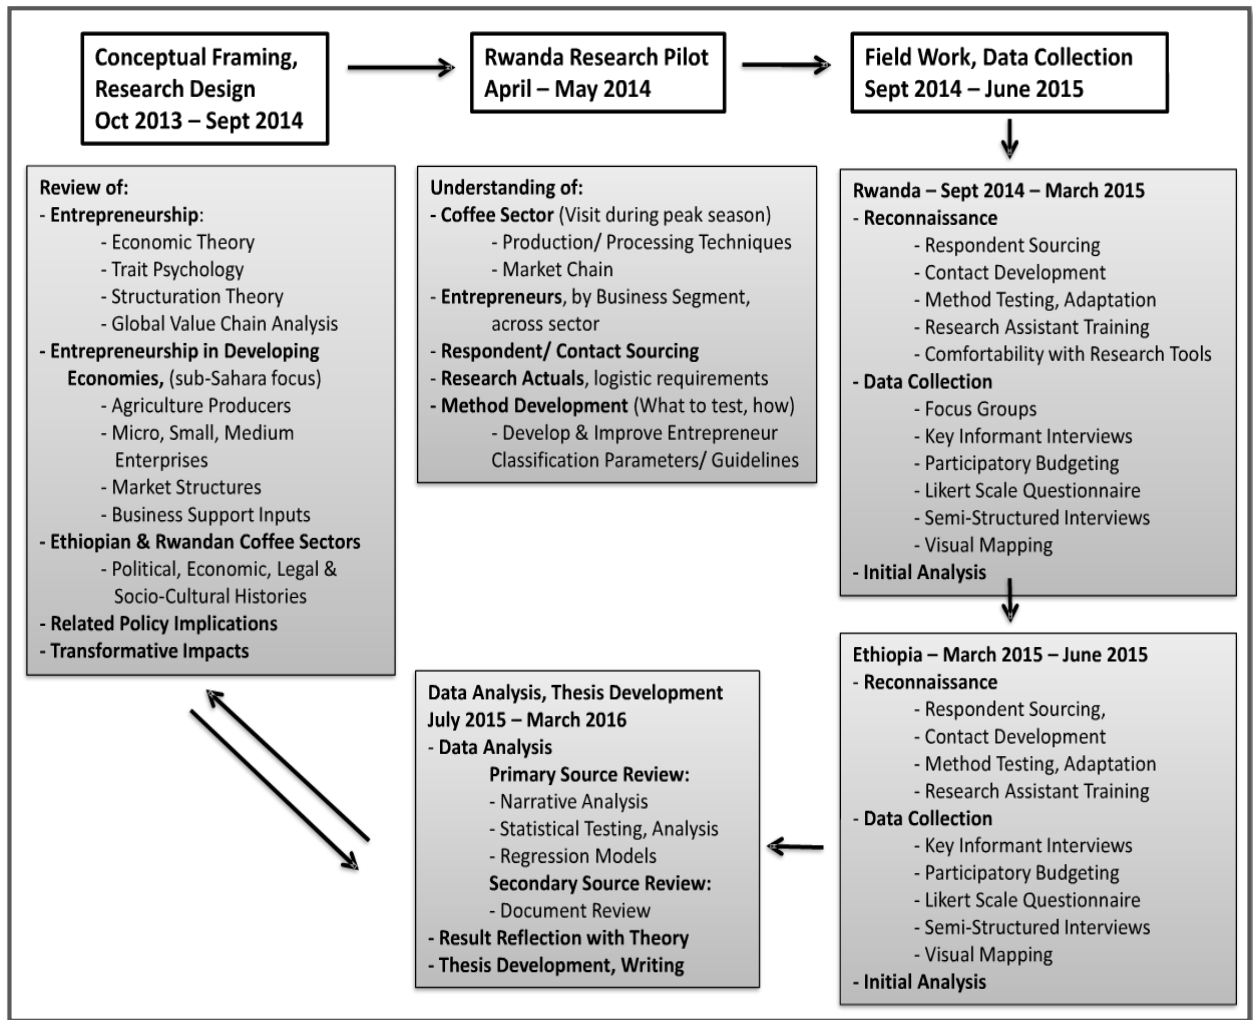 Conceptual Framing,
Research Design
Oct 2013 – Sept 2014
Rwanda Research Pilot
April – May 2014
Field Work, Data Collection
Sept 2014 – June 2015
Review of:
- Entrepreneurship:
- Economic Theory
- Trait Psychology
- Structuration Theory
- Global Value Chain Analysis
- Entrepreneurship in Developing
Economies, (sub-Sahara focus)
- Agriculture Producers
- Micro, Small, Medium
Enterprises
- Market Structures
- Business Support Inputs
- Ethiopian & Rwandan Coffee Sectors
- Political, Economic, Legal &
Socio-Cultural Histories
- Related Policy Implications
- Transformative Impacts
Understanding of:
- Coffee Sector (Visit during peak season)
- Production/ Processing Techniques
- Market Chain
- Entrepreneurs, by Business Segment,
across sector
- Respondent/ Contact Sourcing
- Research Actuals, logistic requirements
- Method Development (What to test, how)
- Develop & Improve Entrepreneur
Classification Parameters/ Guidelines
Rwanda – Sept 2014 – March 2015
- Reconnaissance
- Respondent Sourcing
- Contact Development
- Method Testing, Adaptation
- Research Assistant Training
- Comfortability with Research Tools
- Data Collection
- Focus Groups
- Key Informant Interviews
- Participatory Budgeting
- Likert Scale Questionnaire
- Semi-Structured Interviews
- Visual Mapping
- Initial Analysis
Ethiopia – March 2015 – June 2015
- Reconnaissance
- Respondent Sourcing,
- Contact Development
- Method Testing, Adaptation
- Research Assistant Training
- Data Collection
- Key Informant Interviews
- Participatory Budgeting
- Likert Scale Questionnaire
- Semi-Structured Interviews
- Visual Mapping
- Initial Analysis
Data Analysis, Thesis Development
July 2015 – March 2016
- Data Analysis
Primary Source Review:
- Narrative Analysis
- Statistical Testing, Analysis
- Regression Models
Secondary Source Review:
- Document Review
- Result Reflection with Theory
- Thesis Development, Writing